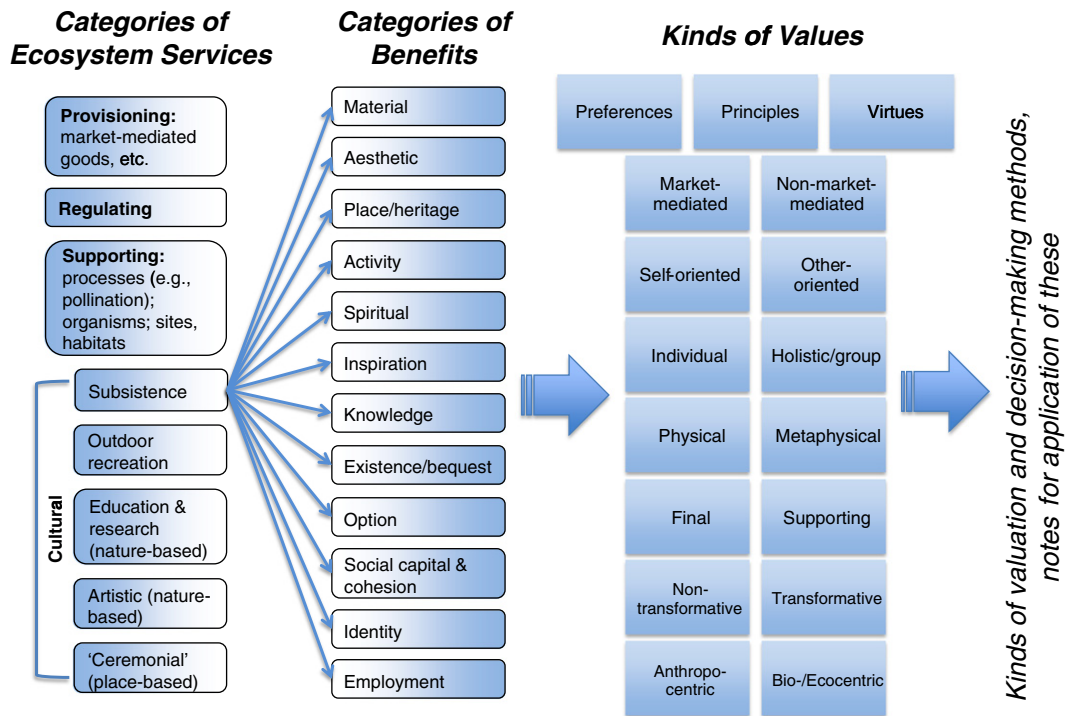 Categories of
Ecosystem Services
Provisioning:
market-mediated
goods, etc.
Regulating
Supporting:
processes (e.g.,
pollination);
organisms; sites,
habitats
Cultural
Subsistence
Outdoor
recreation
Education &
research
(nature-based)
Artistic (nature-
based)
‘Ceremonial’
(place-based)
Categories of
Benefits
Material
Aesthetic
Place/heritage
Activity
Spiritual
Inspiration
Knowledge
Existence/bequest
Option
Social capital &
cohesion
Identity
Employment
Kinds of Values
Preferences
Principles
Virtues
Market-
mediated
Non-market-
mediated
Self-oriented
Other-
oriented
Individual
Holistic/group
Physical
Metaphysical
Final
Supporting
Non-
transformative
Transformative
Anthropo-
centric
Bio-/Ecocentric
Kinds of valuation and decision-making methods,
notes for application of these